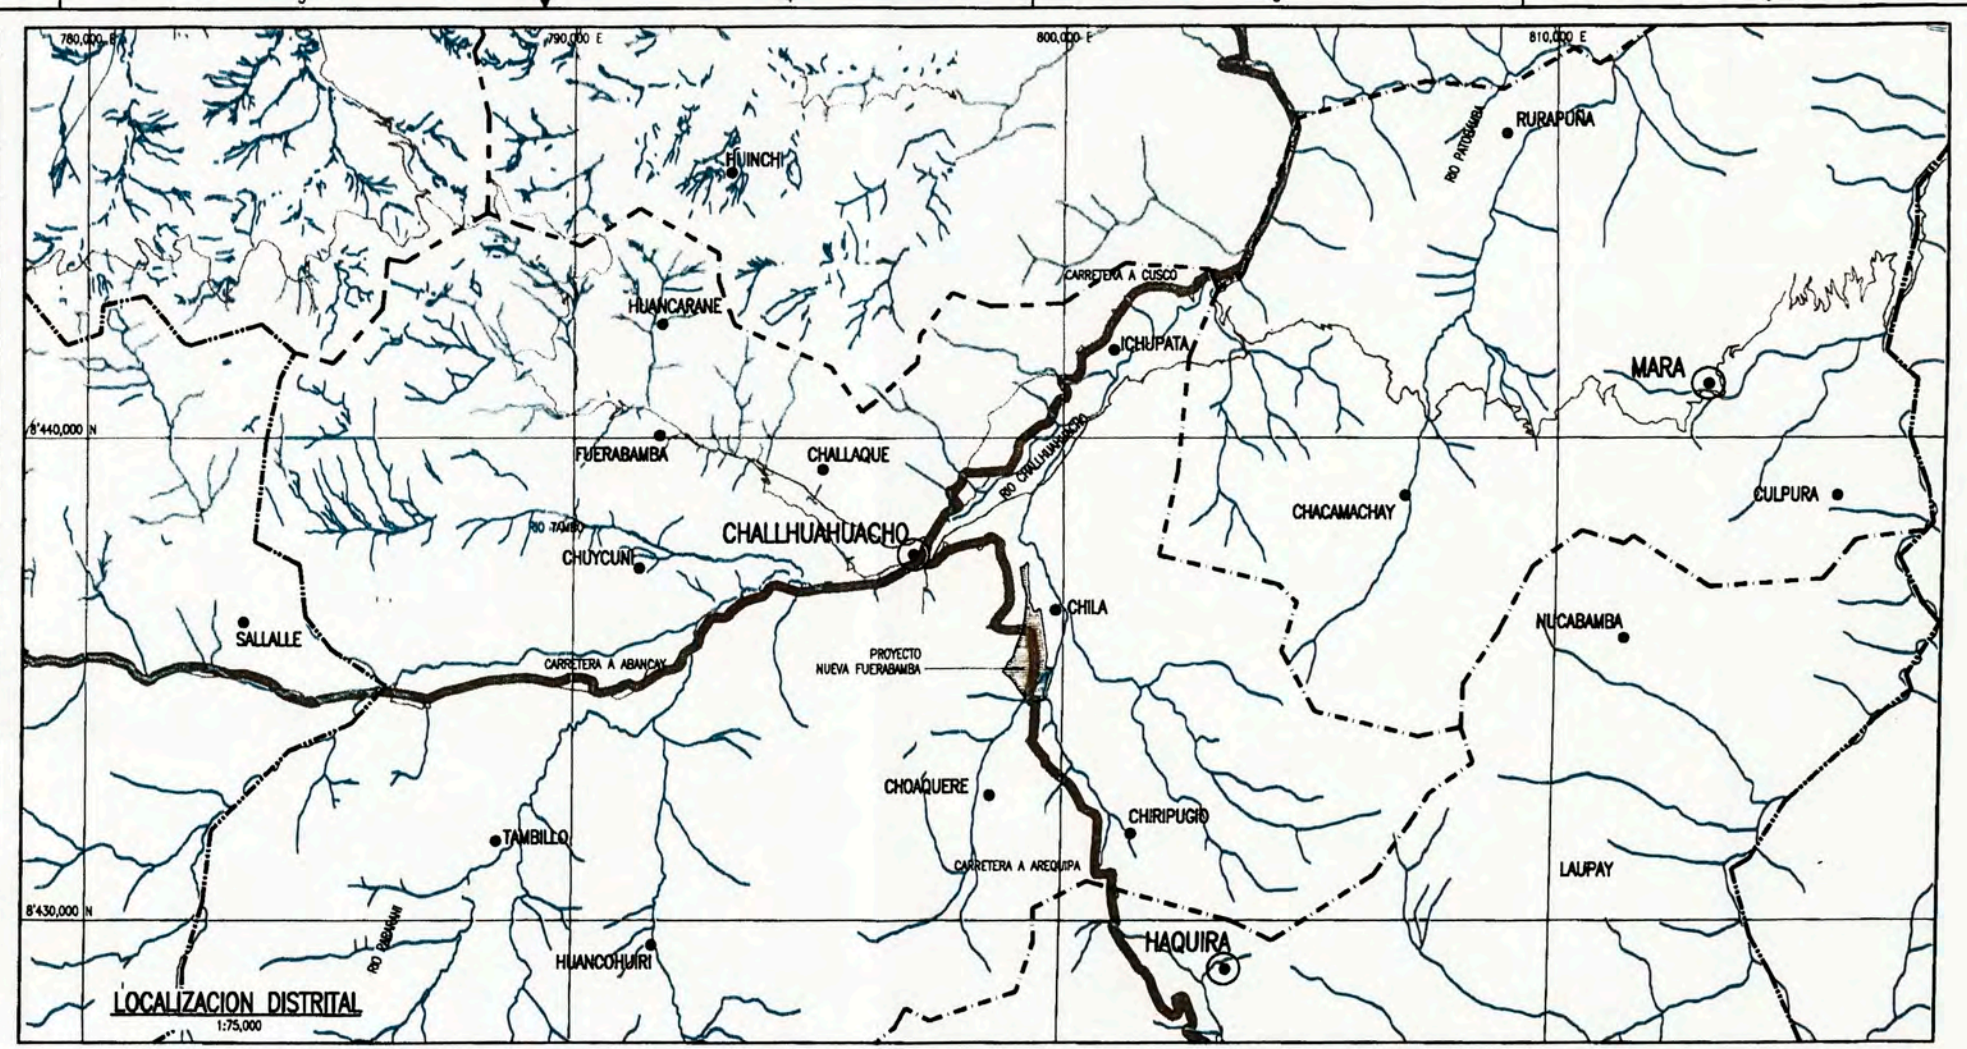 780,000 E
790,000 E
800,000 E
810,000 E
RURAPUÑA
RIO PATOBAMBA
HUINCHI
CARRETERA A CUSCO
HUANCARANE
ICHUPATA
MARA
8'440,000 N
FUERABAMBA
CHALLAQUE
RIO CHALLHUAHUACHO
CULPURA
CHACAMACHAY
RIO TAMBO
CHALLHUAHUACHO
CHUYCUNI
CHILA
NUCABAMBA
SALLALLE
PROYECTO
NUEVA FUERABAMBA
CARRETERA A ABANCAY
CHOAQUERE
CHIRIPUGIO
TAMBILLO
CARRETERA A AREQUIPA
LAUPAY
8'430,000 N
HAQUIRA
HUANCOHUIRI
LOCALIZACION DISTRITAL
1:75,000